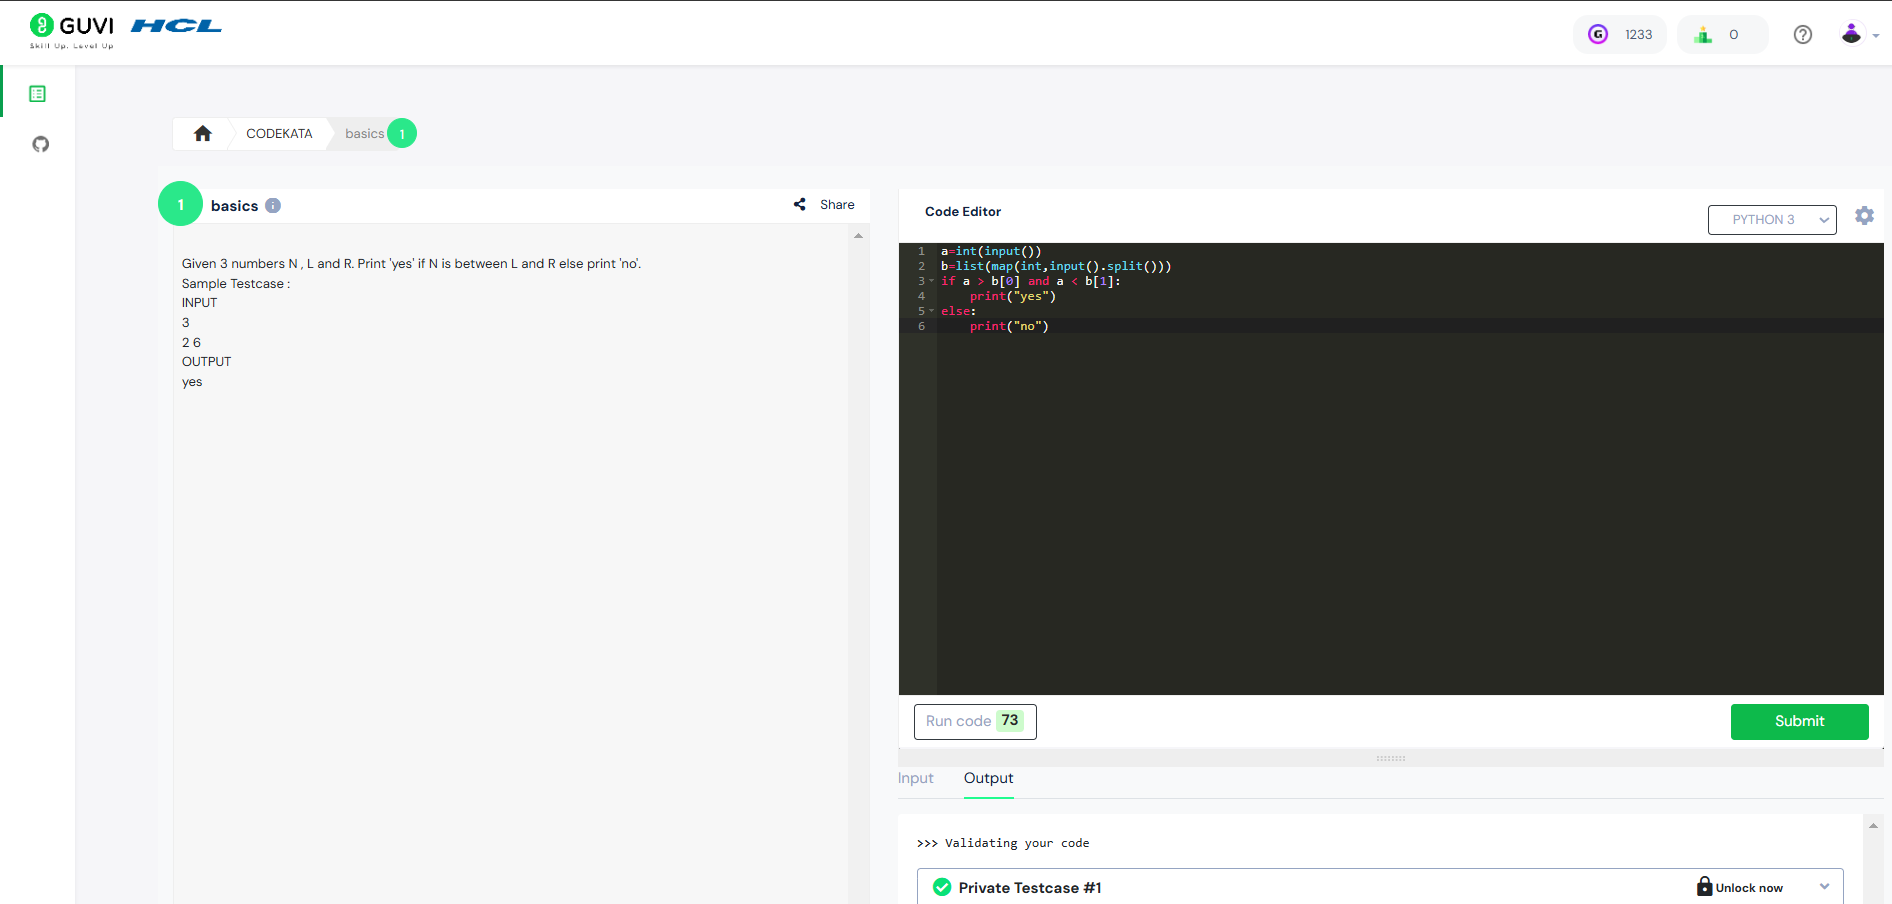 GUVI HCL
Skill Up. Level Up
G 1233
0
CODEKATA
basics 1
1 basics
Share
Given 3 numbers N , L and R. Print 'yes' if N is between L and R else print 'no'.
Sample Testcase :
INPUT
3
2 6
OUTPUT
yes
Code Editor
PYTHON 3
1 a=int(input())
2 b=list(map(int,input().split()))
3 if a > b[0] and a < b[1]:
4     print("yes")
5 else:
6     print("no")
Run code 73
Submit
Input Output
>>> Validating your code
Private Testcase #1
Unlock now